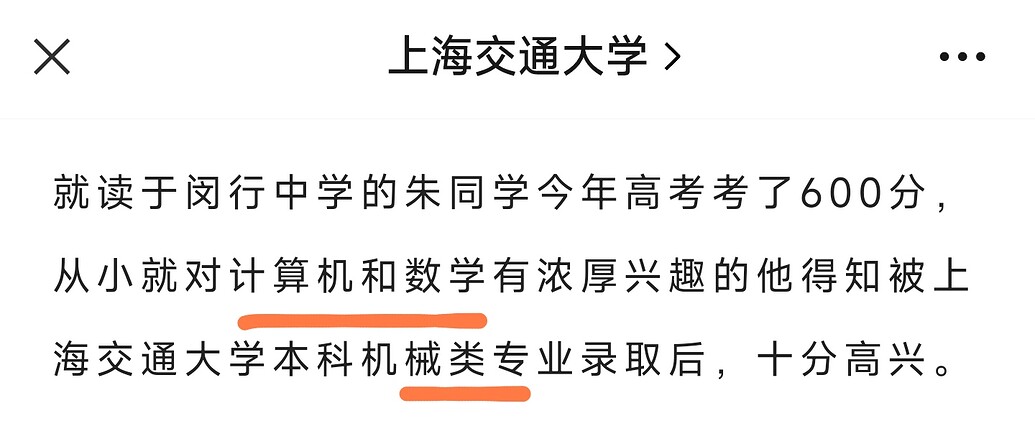 上海交通大学
就读于闵行中学的朱同学今年高考考了600分,
从小就对计算机和数学有浓厚兴趣的他得知被上
海交通大学本科机械类专业录取后,十分高兴。